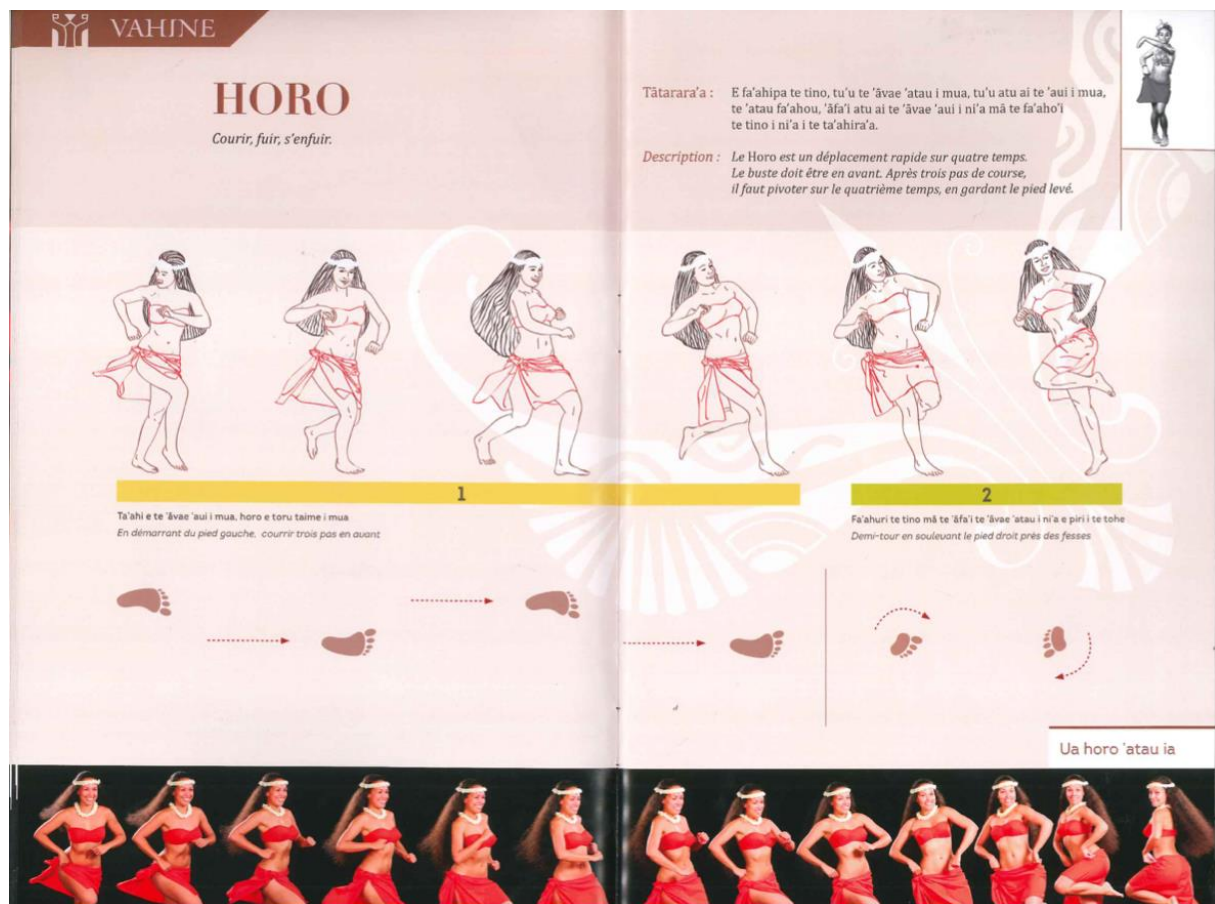 VAHINE
HORO
Courir, fuir, s'enfuir.
Tātarara'a : E fa'ahipa te tino, tu'u te 'āvae 'atau i mua, tu'u atu ai te 'aui i mua,
te 'atau fa'ahou, 'āfa'i atu ai te 'āvae 'aui i ni'a mā te fa'aho'i
te tino i ni'a i te ta'ahira'a.
Description : Le Horo est un déplacement rapide sur quatre temps.
Le buste doit être en avant. Après trois pas de course,
il faut pivoter sur le quatrième temps, en gardant le pied levé.
1
Ta'ahi e te 'āvae 'aui i mua, horo e toru taime i mua
En démarrant du pied gauche, courrir trois pas en avant
2
Fa'ahuri te tino mā te 'āfa'i te 'āvae 'atau i ni'a e piri i te tohe
Demi-tour en soulevant le pied droit près des fesses
Ua horo 'atau ia